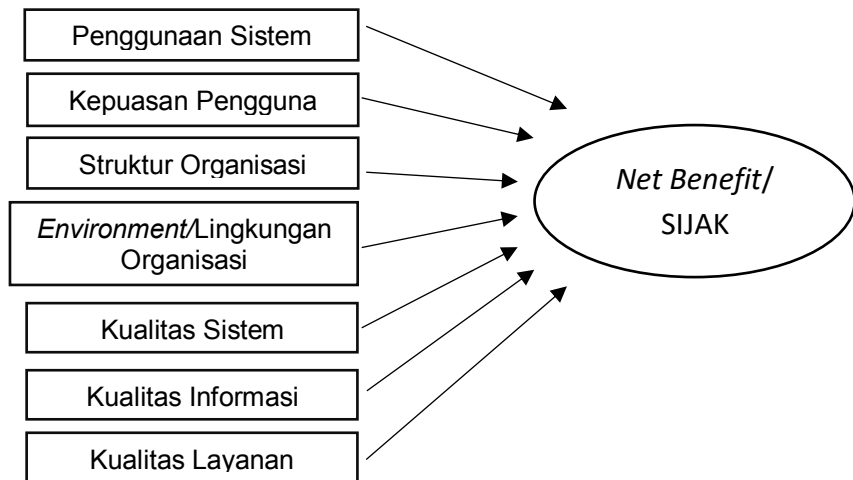 Penggunaan Sistem
Kepuasan Pengguna
Struktur Organisasi
Environment/Lingkungan
Organisasi
Kualitas Sistem
Kualitas Informasi
Kualitas Layanan
Net Benefit/
SIJAK